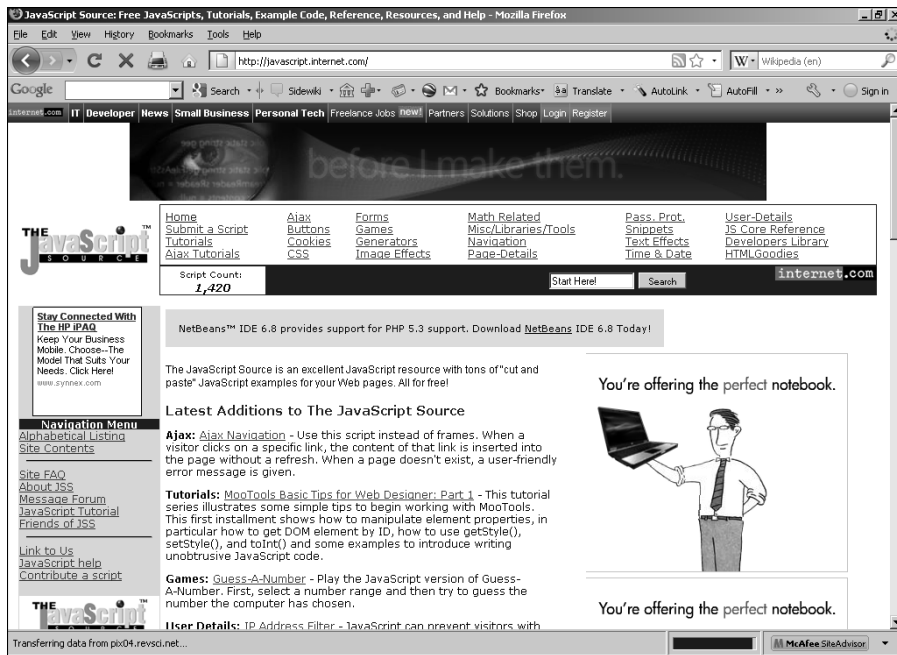 JavaScript Source: Free JavaScripts, Tutorials, Example Code, Reference, Resources, and Help - Mozilla Firefox
File Edit View History Bookmarks Tools Help
http://javascript.internet.com/
W Wikipedia (en)
Google
Search Sidewiki Bookmarks Translate AutoLink AutoFill » Sign in
internet.com IT Developer News Small Business Personal Tech Freelance Jobs new! Partners Solutions Shop Login Register
before I make them.
THE JavaScript SOURCE ™
Home Ajax Forms Math Related Pass. Prot. User-Details
Submit a Script Buttons Games Misc/Libraries/Tools Snippets JS Core Reference
Tutorials Cookies Generators Navigation Text Effects Developers Library
Ajax Tutorials CSS Image Effects Page-Details Time & Date HTMLGoodies
Script Count:
1,420
Start Here! Search
internet.com
Stay Connected With
The HP iPAQ
Keep Your Business
Mobile. Choose--The
Model That Suits Your
Needs. Click Here!
www.synnex.com
Navigation Menu
Alphabetical Listing
Site Contents
Site FAQ
About JSS
Message Forum
JavaScript Tutorial
Friends of JSS
Link to Us
JavaScript help
Contribute a script
THE JavaScript ™
NetBeans™ IDE 6.8 provides support for PHP 5.3 support. Download NetBeans IDE 6.8 Today!
The JavaScript Source is an excellent JavaScript resource with tons of "cut and
paste" JavaScript examples for your Web pages. All for free!
Latest Additions to The JavaScript Source
Ajax: Ajax Navigation - Use this script instead of frames. When a
visitor clicks on a specific link, the content of that link is inserted into
the page without a refresh. When a page doesn't exist, a user-friendly
error message is given.
Tutorials: MooTools Basic Tips for Web Designer: Part 1 - This tutorial
series illustrates some simple tips to begin working with MooTools.
This first installment shows how to manipulate element properties, in
particular how to get DOM element by ID, how to use getStyle(),
setStyle(), and toInt() and some examples to introduce writing
unobtrusive JavaScript code.
Games: Guess-A-Number - Play the JavaScript version of Guess-
A-Number. First, select a number range and then try to guess the
number the computer has chosen.
User Details: IP Address Filter - JavaScript can prevent visitors with
You're offering the perfect notebook.
You're offering the perfect notebook.
Transferring data from pix04.revsci.net...
McAfee SiteAdvisor